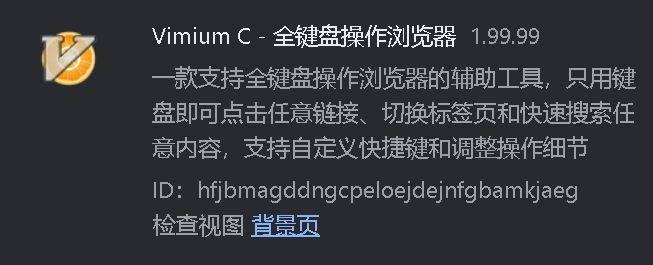 Vimium C - 全键盘操作浏览器 1.99.99
一款支持全键盘操作浏览器的辅助工具，只用键
盘即可点击任意链接、切换标签页和快速搜索任
意内容，支持自定义快捷键和调整操作细节
ID：hfjbmagddngcpeloejdejnfgbamkjaeg
检查视图 背景页